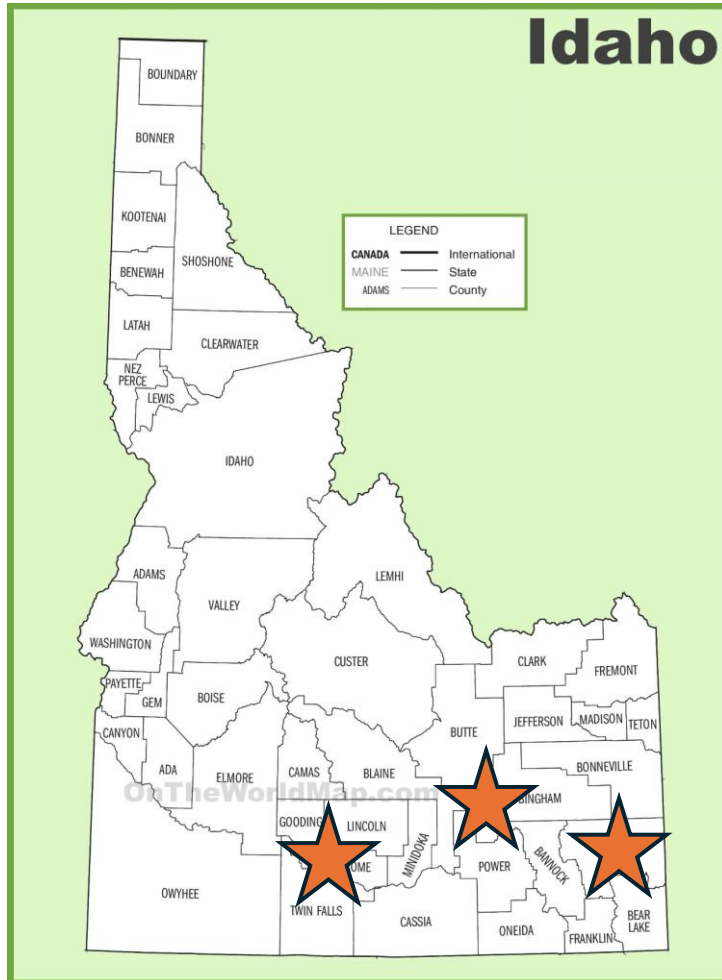 Idaho
BOUNDARY
BONNER
KOOTENAI
LEGEND
CANADA International
MAINE State
ADAMS County
SHOSHONE
BENEWAH
LATAH
CLEARWATER
NEZ
PERCE
LEWIS
IDAHO
ADAMS
LEMHI
VALLEY
WASHINGTON
CUSTER
CLARK
FREMONT
PAYETTE
GEM
BOISE
BUTTE
JEFFERSON
MADISON
TETON
CANYON
ADA
ELMORE
CAMAS
BLAINE
BONNEVILLE
OnTheWorldMap.com
BINGHAM
GOODING
LINCOLN
MINIDOKA
OME
POWER
BANNOCK
OWYHEE
TWIN FALLS
CASSIA
ONEIDA
FRANKLIN
BEAR
LAKE